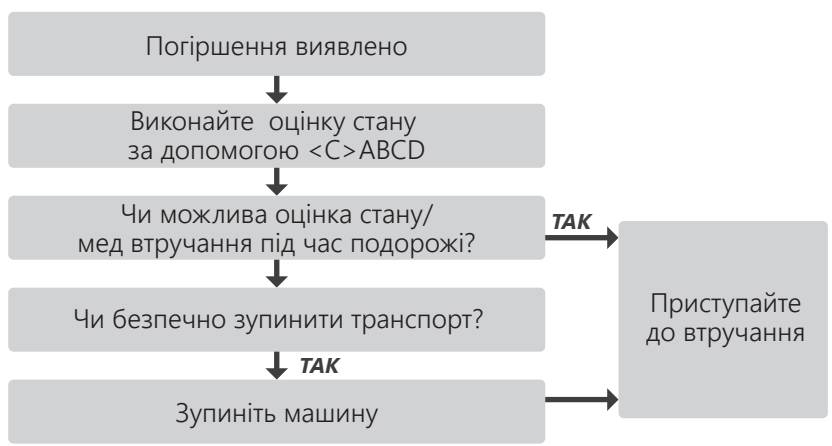 Погіршення виявлено
Виконайте оцінку стану
за допомогою <C>ABCD
Чи можлива оцінка стану/
мед втручання під час подорожі?
ТАК
Чи безпечно зупинити транспорт?
ТАК
Зупиніть машину
Приступайте
до втручання